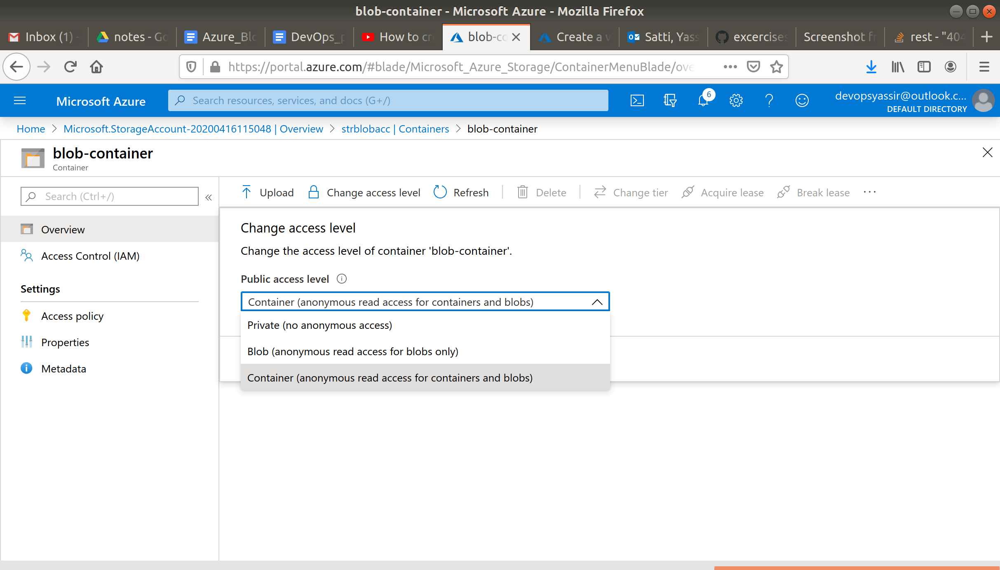 blob-container - Microsoft Azure - Mozilla Firefox
Inbox (1) - notes - Go Azure_Blo DevOps_p How to cr blob-co Create a v Satti, Yass excercises Screenshot fr rest - "404
https://portal.azure.com/#blade/Microsoft_Azure_Storage/ContainerMenuBlade/ove
Microsoft Azure
Search resources, services, and docs (G+/)
6
devopsyassir@outlook.c...
DEFAULT DIRECTORY
Home > Microsoft.StorageAccount-20200416115048 | Overview > strblobacc | Containers > blob-container
blob-container
Container
Search (Ctrl+/) «
Upload Change access level Refresh Delete Change tier Acquire lease Break lease ...
Overview
Access Control (IAM)
Settings
Access policy
Properties
Metadata
Change access level
Change the access level of container 'blob-container'.
Public access level
Container (anonymous read access for containers and blobs)
Private (no anonymous access)
Blob (anonymous read access for blobs only)
Container (anonymous read access for containers and blobs)